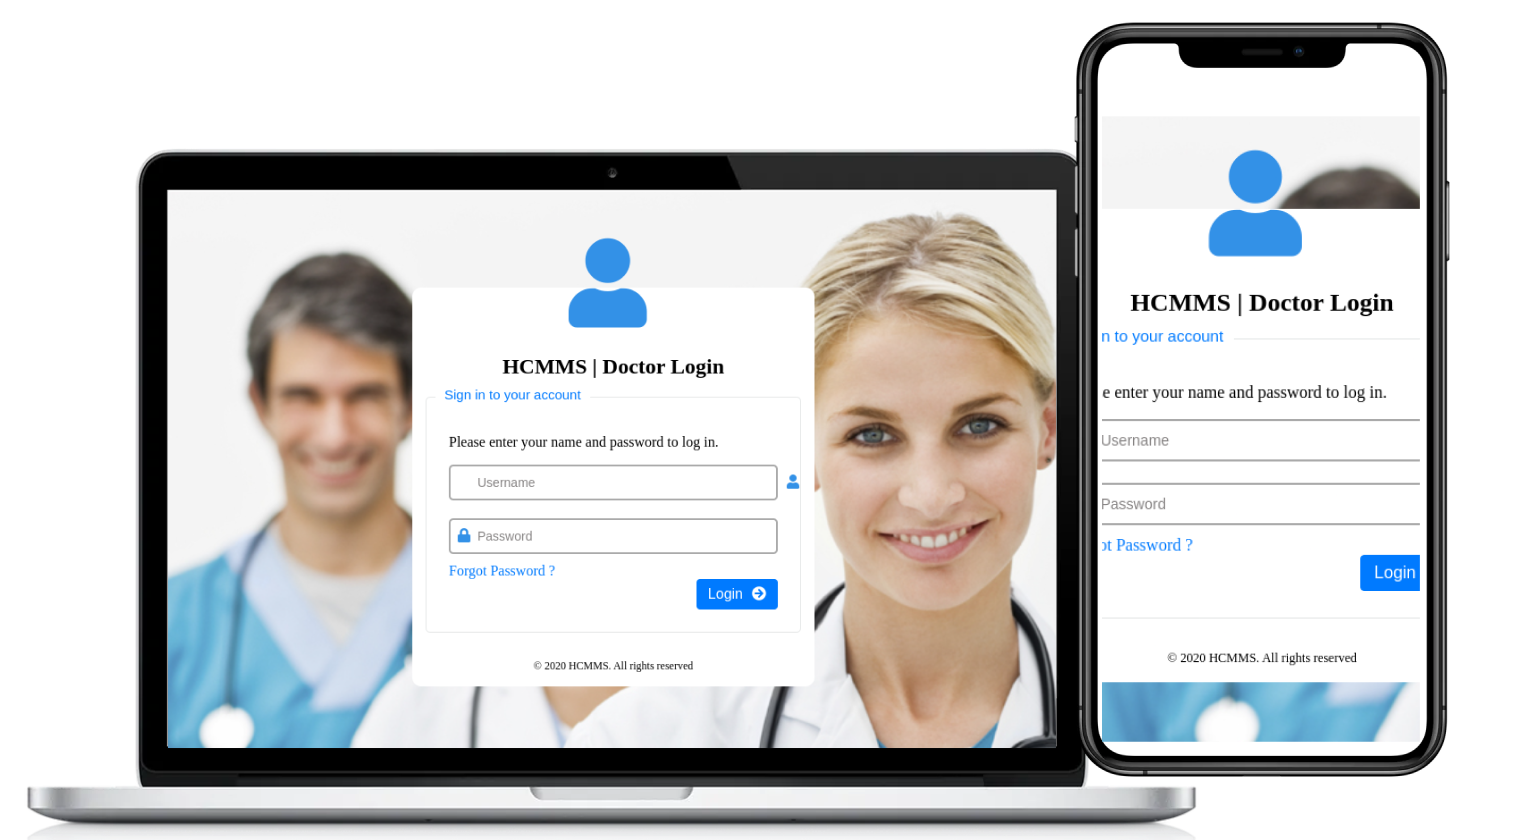 HCMMS | Doctor Login
Sign in to your account
Please enter your name and password to log in.
Username
Password
Forgot Password ?
Login
© 2020 HCMMS. All rights reserved
HCMMS | Doctor Login
n to your account
e enter your name and password to log in.
Username
Password
ot Password ?
Login
© 2020 HCMMS. All rights reserved